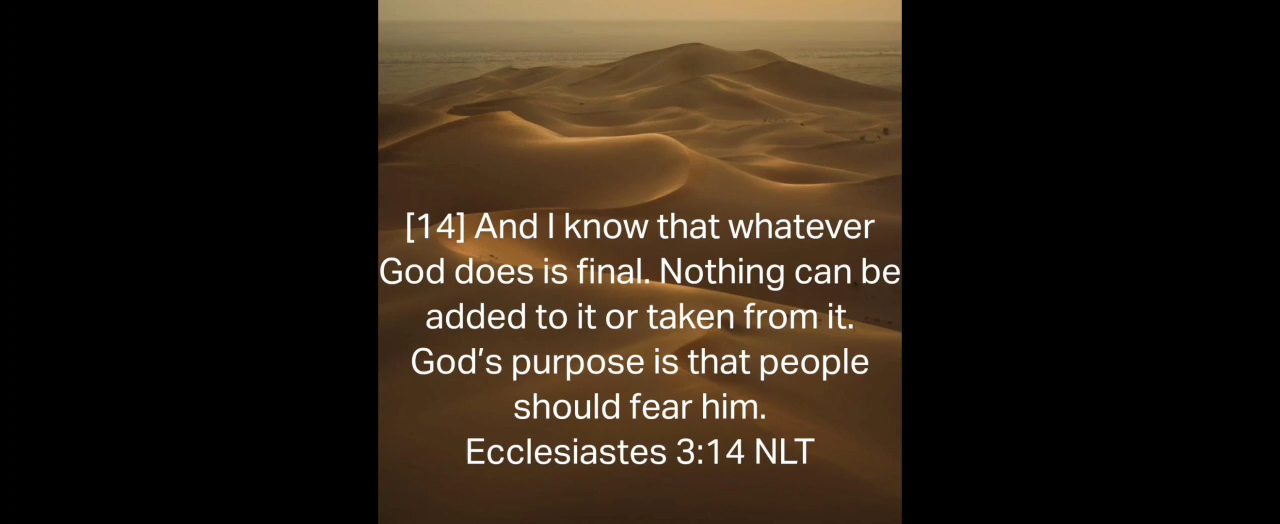 [14] And I know that whatever
God does is final. Nothing can be
added to it or taken from it.
God’s purpose is that people
should fear him.
Ecclesiastes 3:14 NLT